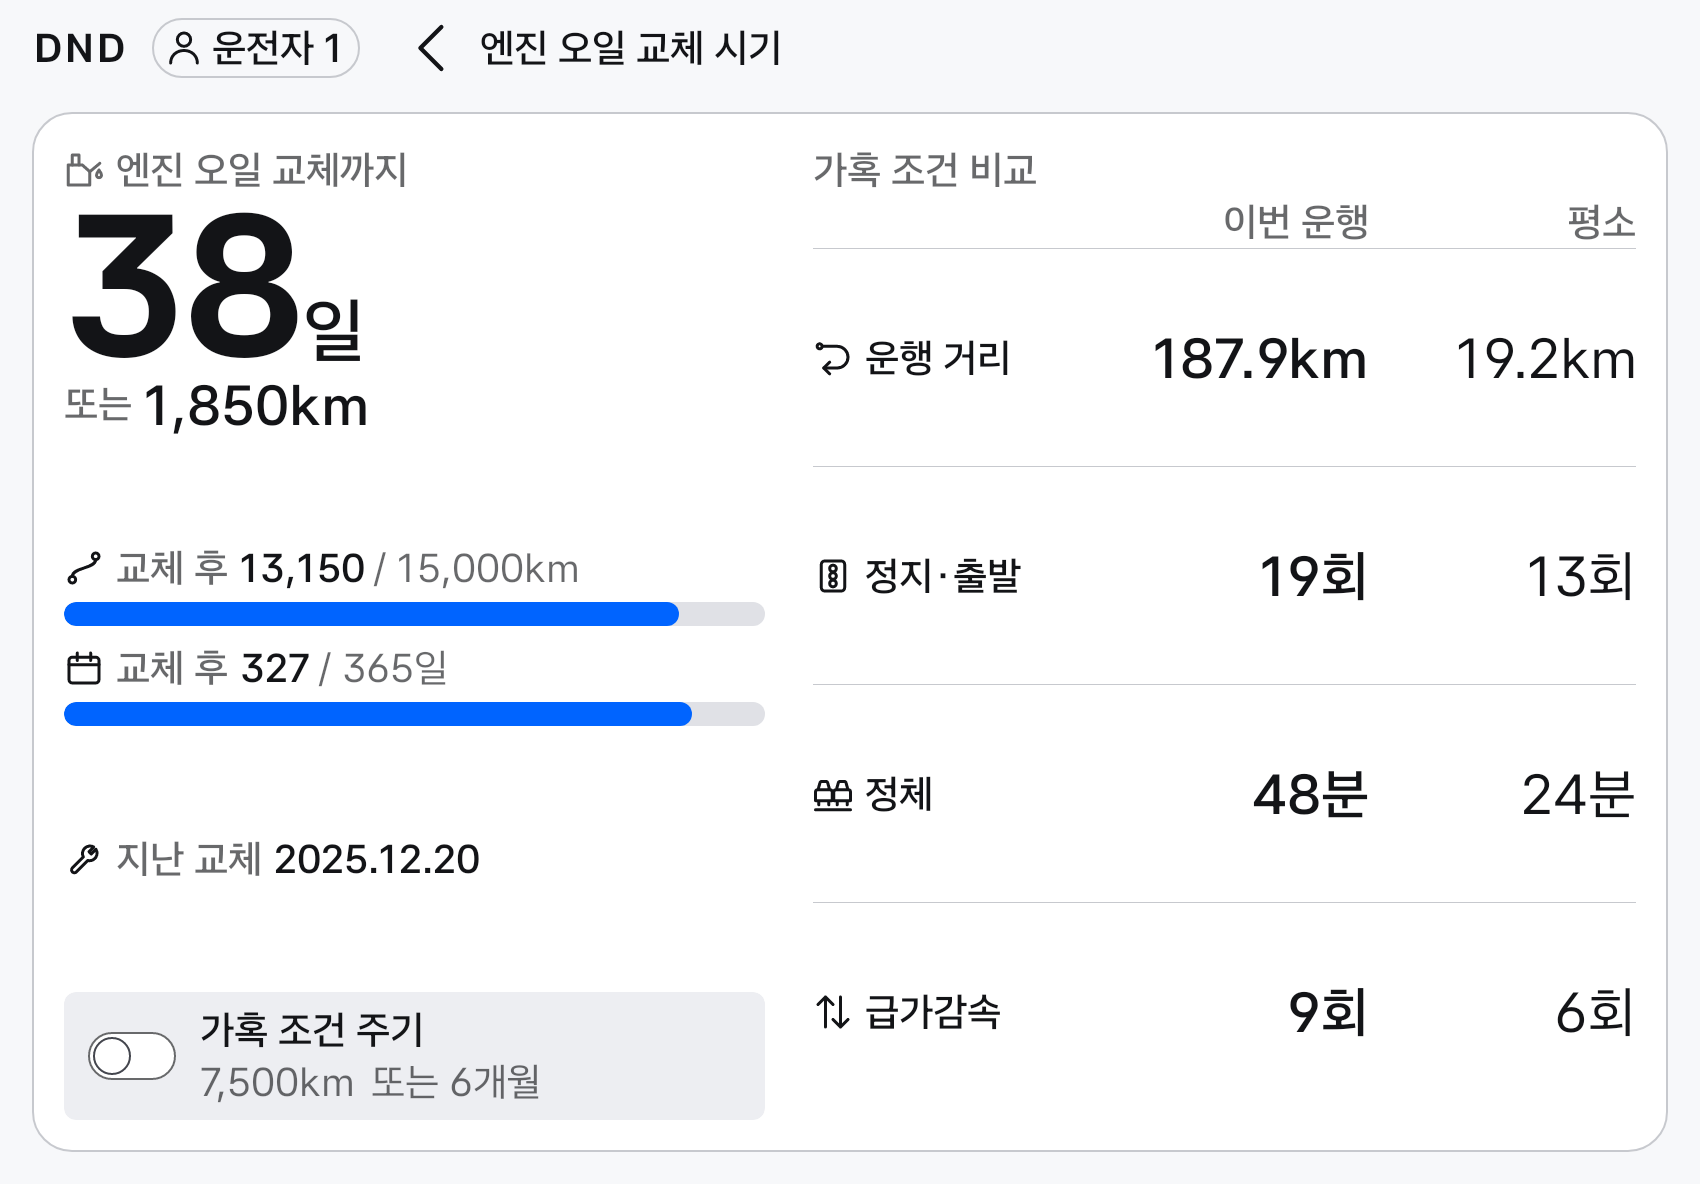 DND 운전자 1 엔진 오일 교체 시기
엔진 오일 교체까지
38일
또는 1,850km
교체 후 13,150 / 15,000km
교체 후 327 / 365일
지난 교체 2025.12.20
가혹 조건 주기
7,500km 또는 6개월
가혹 조건 비교
이번 운행 평소
운행 거리 187.9km 19.2km
정지·출발 19회 13회
정체 48분 24분
급가감속 9회 6회